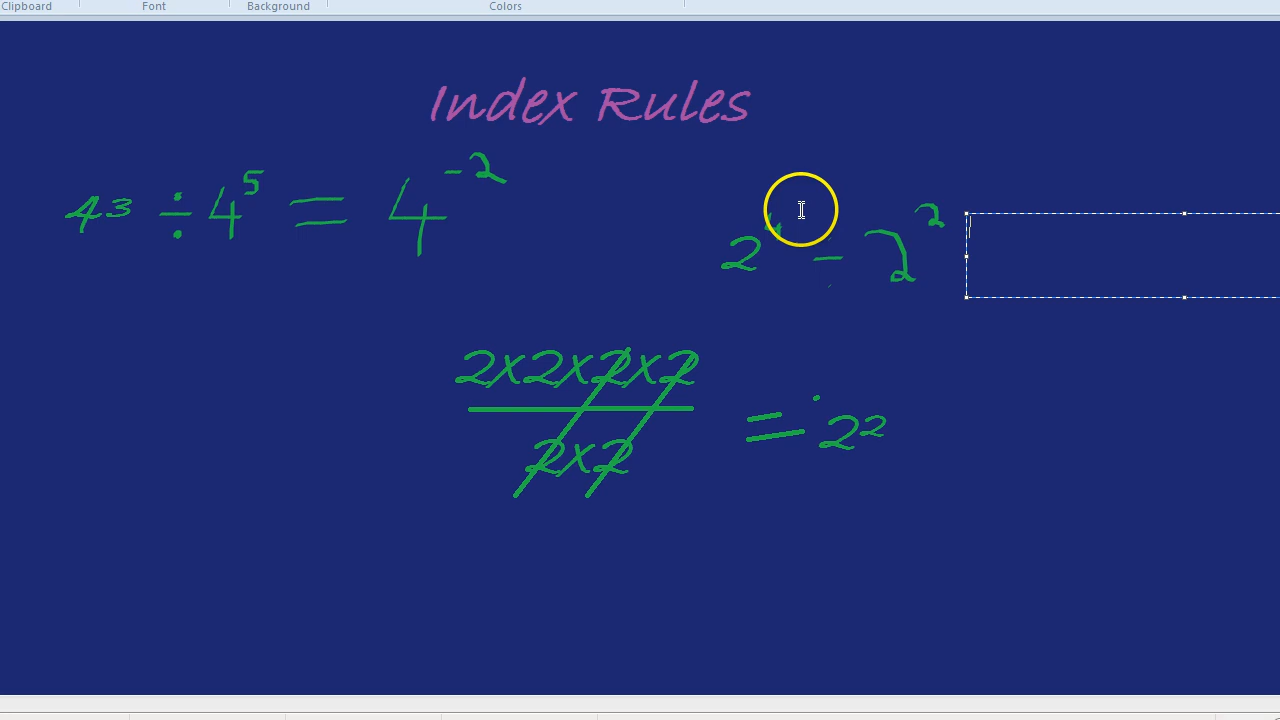 Clipboard Font Background Colors
Index Rules
4³ ÷ 4⁵ = 4⁻²
2⁴ ÷ 2²
2x2x2x2
2x2
= 2²